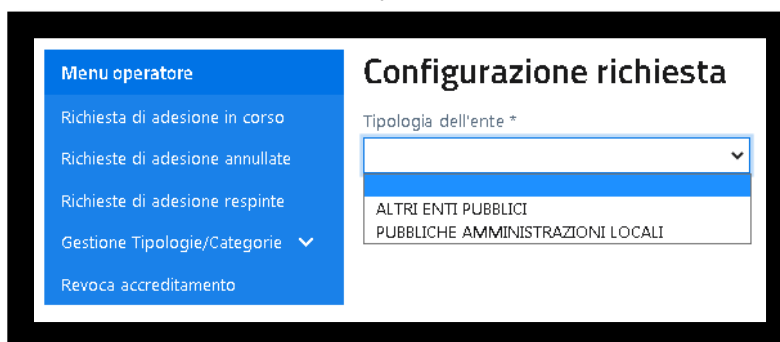 Menu operatore
Richiesta di adesione in corso
Richieste di adesione annullate
Richieste di adesione respinte
Gestione Tipologie/Categorie
Revoca accreditamento
Configurazione richiesta
Tipologia dell'ente *
ALTRI ENTI PUBBLICI
PUBBLICHE AMMINISTRAZIONI LOCALI